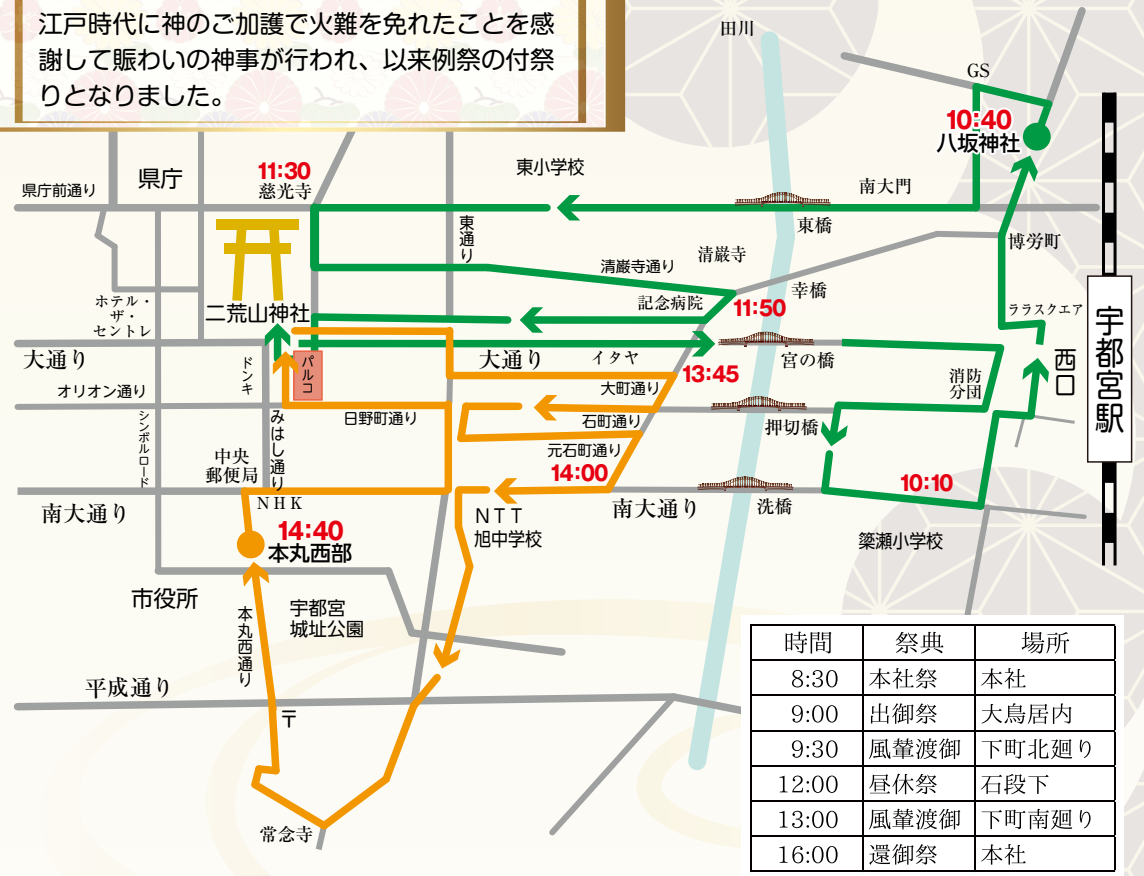 江戸時代に神のご加護で火難を免れたことを感
謝して賑わいの神事が行われ、以来例祭の付祭
りとなりました。
田川
GS
10:40
八坂神社
東小学校
県庁
11:30
慈光寺
県庁前通り
南大門
東橋
東通り
博労町
清巌寺
清巌寺通り
幸橋
記念病院
11:50
ホテル・
ザ・
セントレ
二荒山神社
ララスクエア
宇都宮駅
西口
大通り
ドンキ
パルコ
大通り
イタヤ
宮の橋
13:45
消防
分団
オリオン通り
大町通り
シンボルロード
みはし通り
日野町通り
石町通り
押切橋
元石町通り
中央
郵便局
14:00
10:10
南大通り
NHK
NTT
旭中学校
南大通り
洗橋
14:40
本丸西部
簗瀬小学校
市役所
本丸西通り
宇都宮
城址公園
平成通り
〒
常念寺
時間 祭典 場所
8:30 本社祭 本社
9:00 出御祭 大鳥居内
9:30 風輦渡御 下町北廻り
12:00 昼休祭 石段下
13:00 風輦渡御 下町南廻り
16:00 還御祭 本社